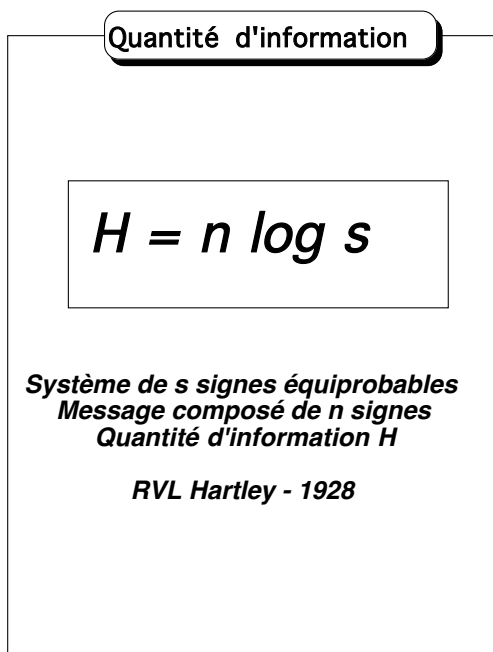 Quantité d'information
H = n log s
Système de s signes équiprobables
Message composé de n signes
Quantité d'information H
RVL Hartley - 1928